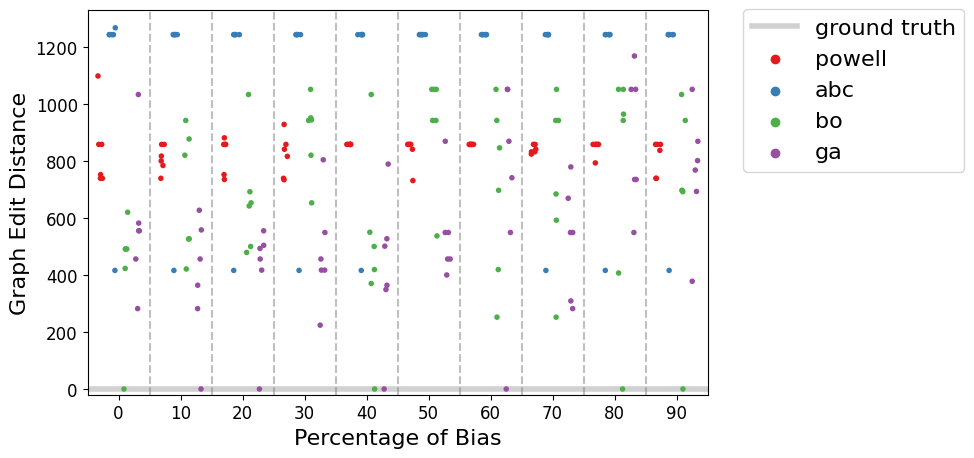 Graph Edit Distance
1200
1000
800
600
400
200
0
0 10 20 30 40 50 60 70 80 90
Percentage of Bias
ground truth
powell
abc
bo
ga